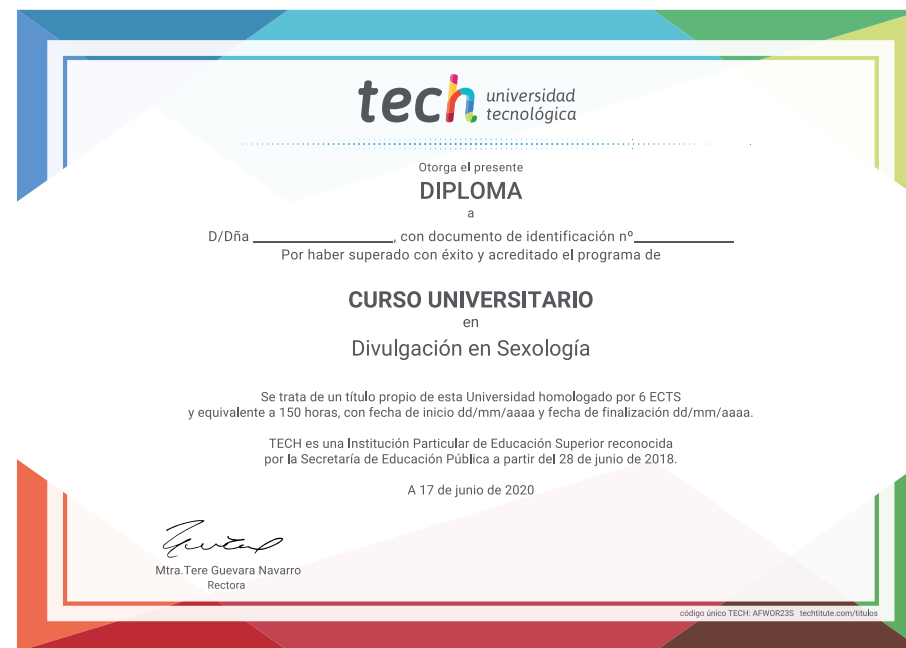 tech universidad
tecnológica
Otorga el presente
DIPLOMA
a
D/Dña ____________________, con documento de identificación nº______________
Por haber superado con éxito y acreditado el programa de
CURSO UNIVERSITARIO
en
Divulgación en Sexología
Se trata de un título propio de esta Universidad homologado por 6 ECTS
y equivalente a 150 horas, con fecha de inicio dd/mm/aaaa y fecha de finalización dd/mm/aaaa.
TECH es una Institución Particular de Educación Superior reconocida
por la Secretaría de Educación Pública a partir del 28 de junio de 2018.
A 17 de junio de 2020
Mtra.Tere Guevara Navarro
Rectora
código único TECH: AFWOR23S techtitute.com/titulos